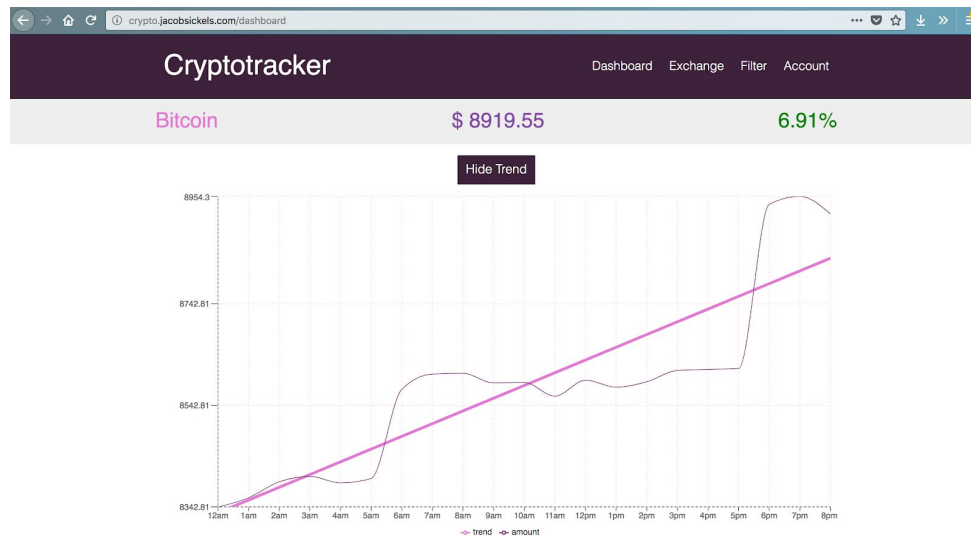 crypto.jacobsickels.com/dashboard
Cryptotracker
Dashboard Exchange Filter Account
Bitcoin $ 8919.55 6.91%
Hide Trend
8954.3
8742.81
8542.81
8342.81
12am 1am 2am 3am 4am 5am 6am 7am 8am 9am 10am 11am 12pm 1pm 2pm 3pm 4pm 5pm 6pm 7pm 8pm
trend amount